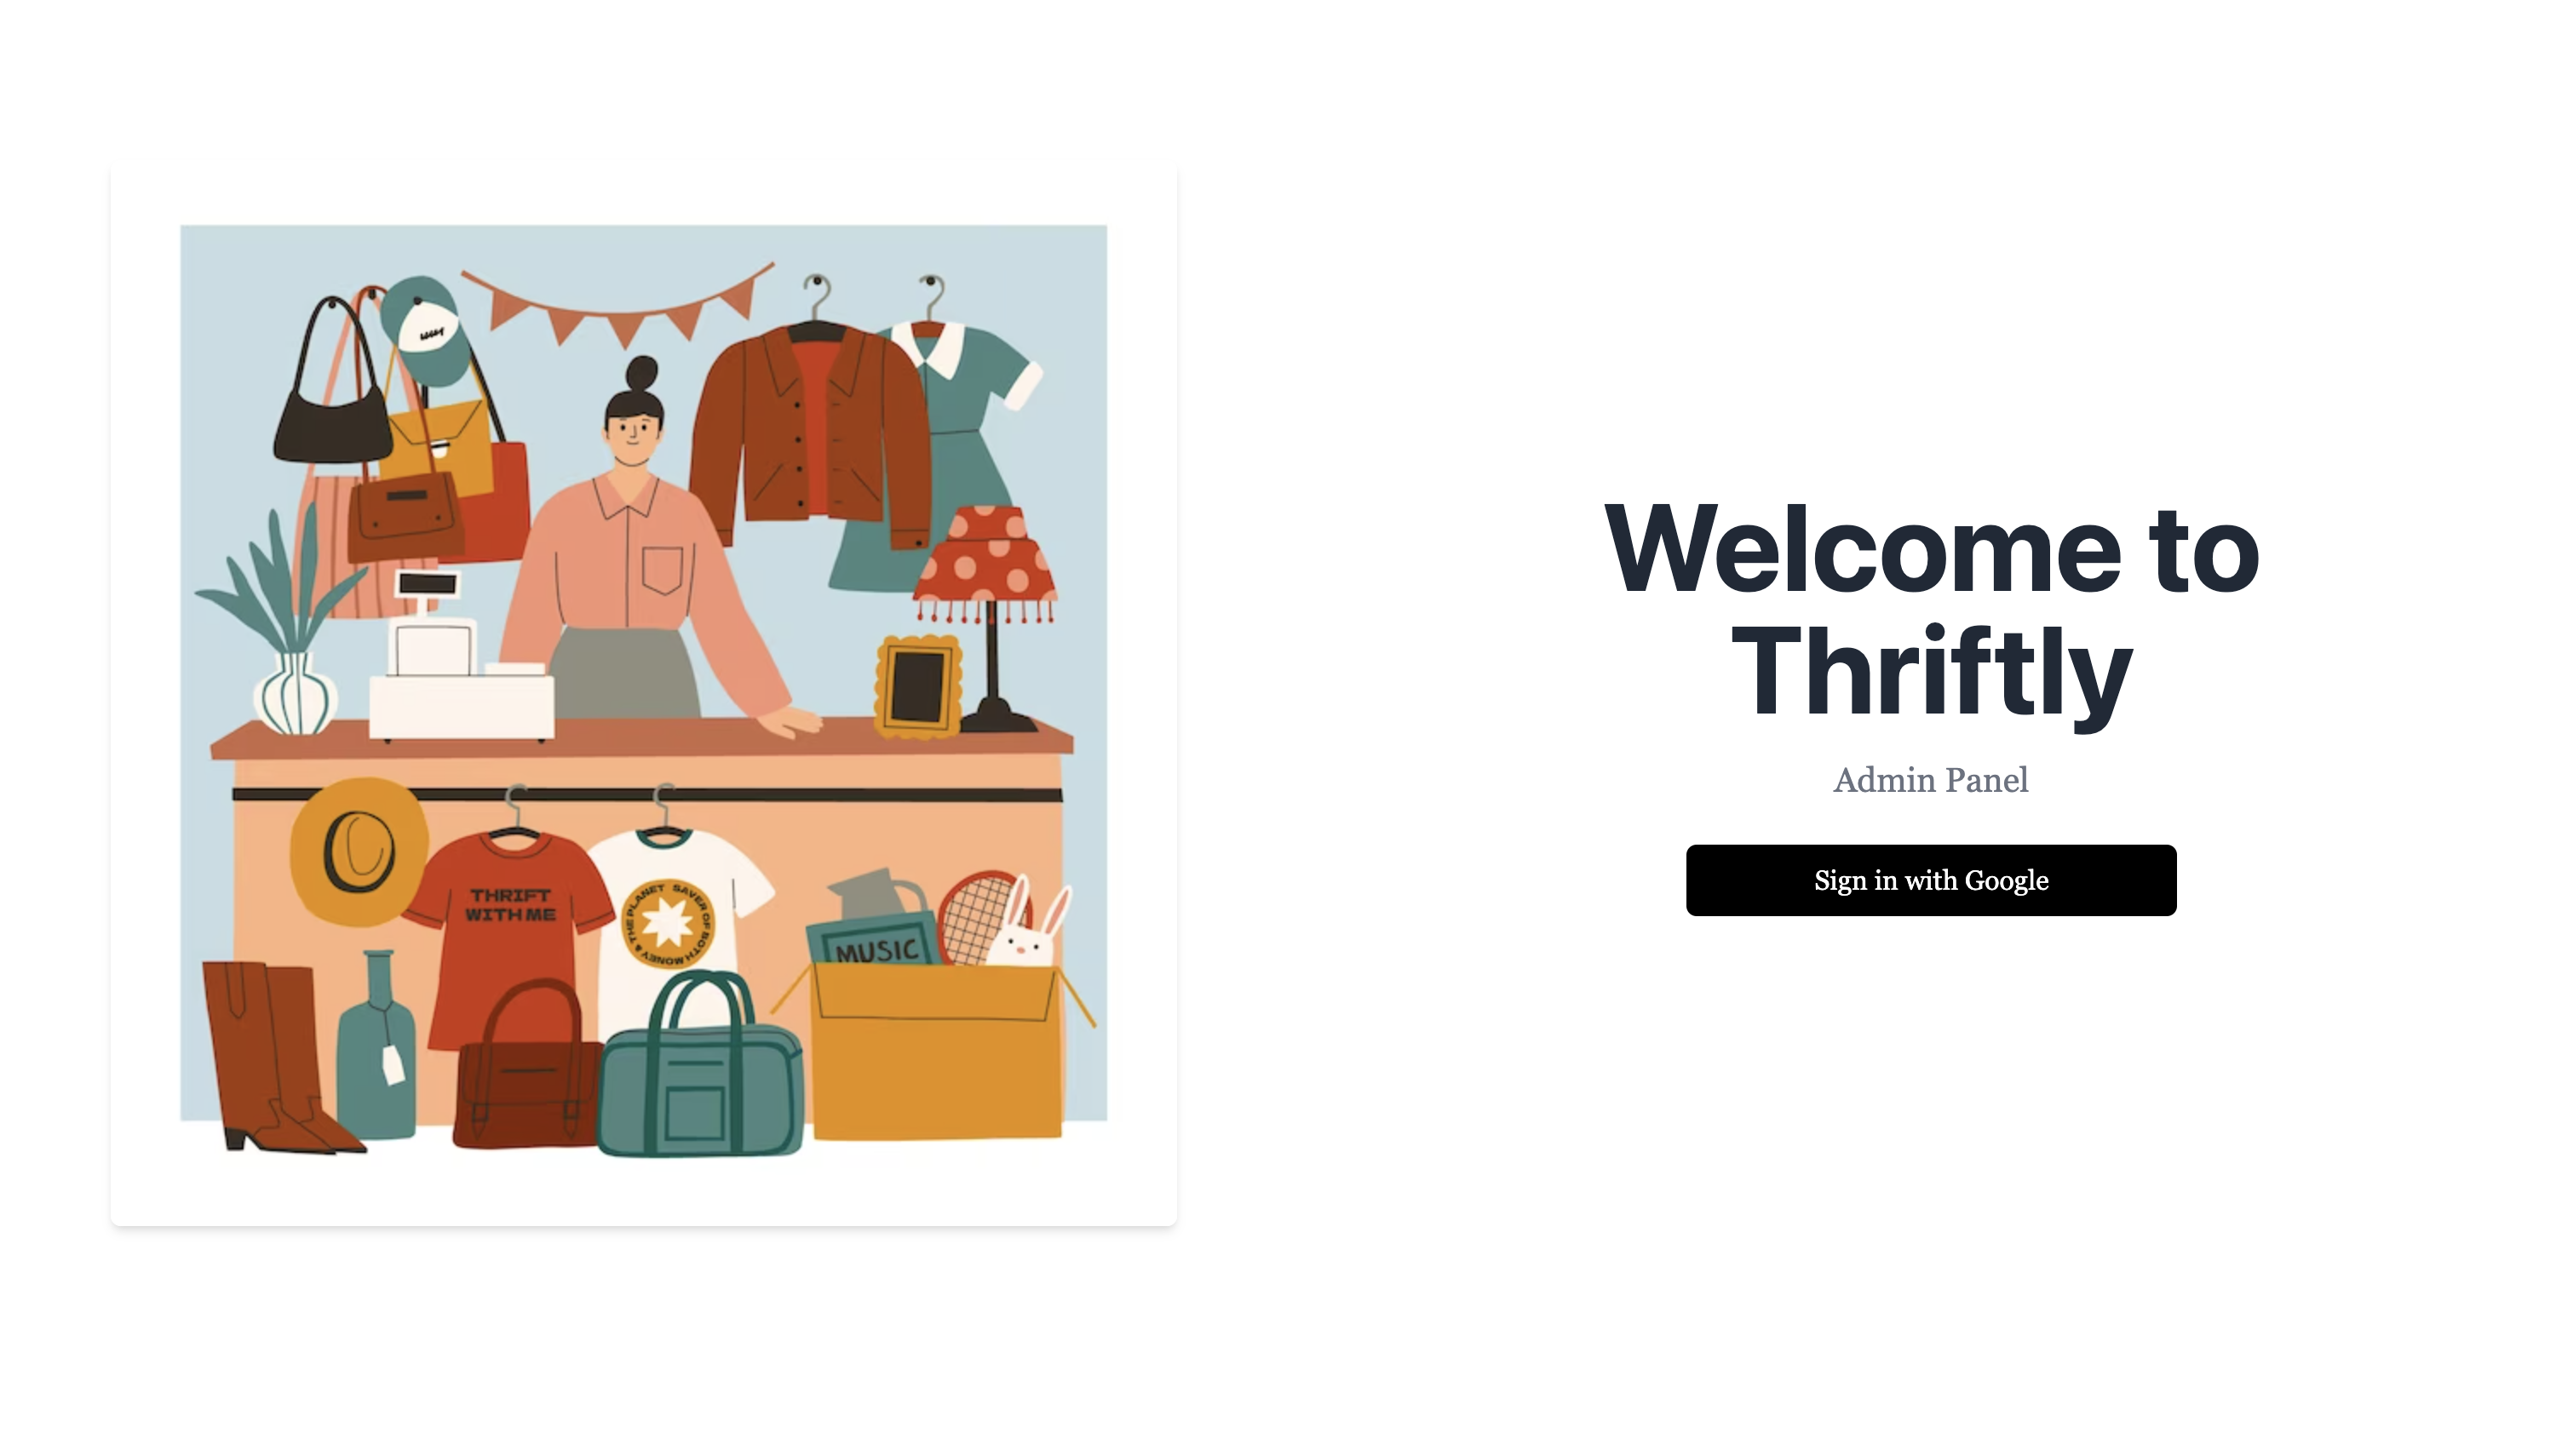 THRIFT
WITH ME
SAVER OF BOTH MONEY & THE PLANET
MUSIC
Welcome to
Thriftly
Admin Panel
Sign in with Google